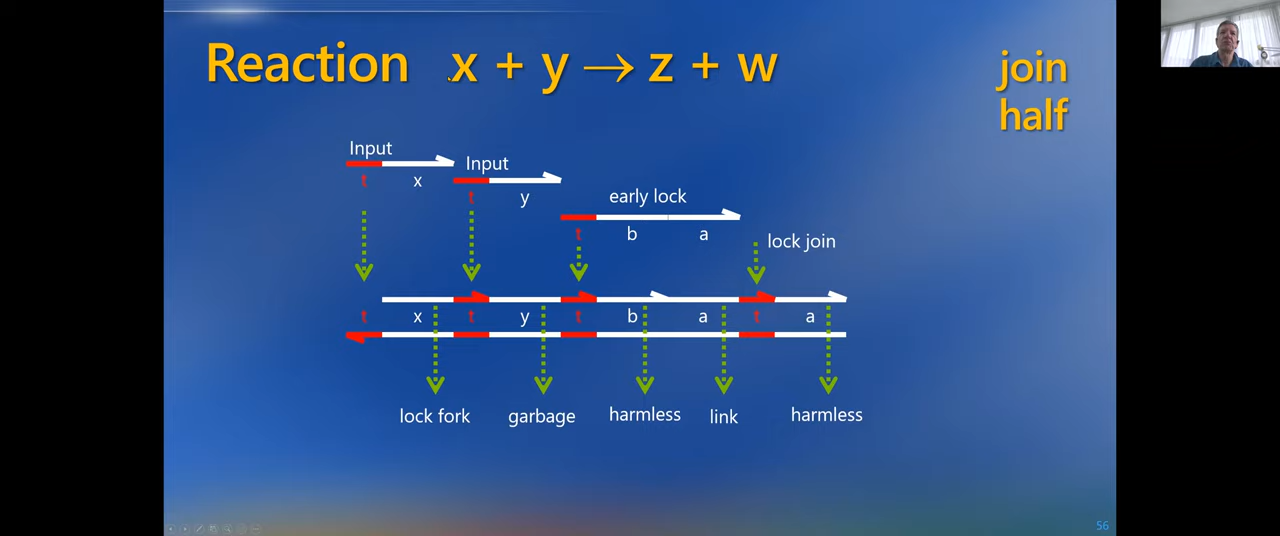 Reaction x + y → z + w
join
half
Input
Input
t x
t y
early lock
t b a
lock join
t x t y t b a t a
lock fork garbage harmless link harmless
56